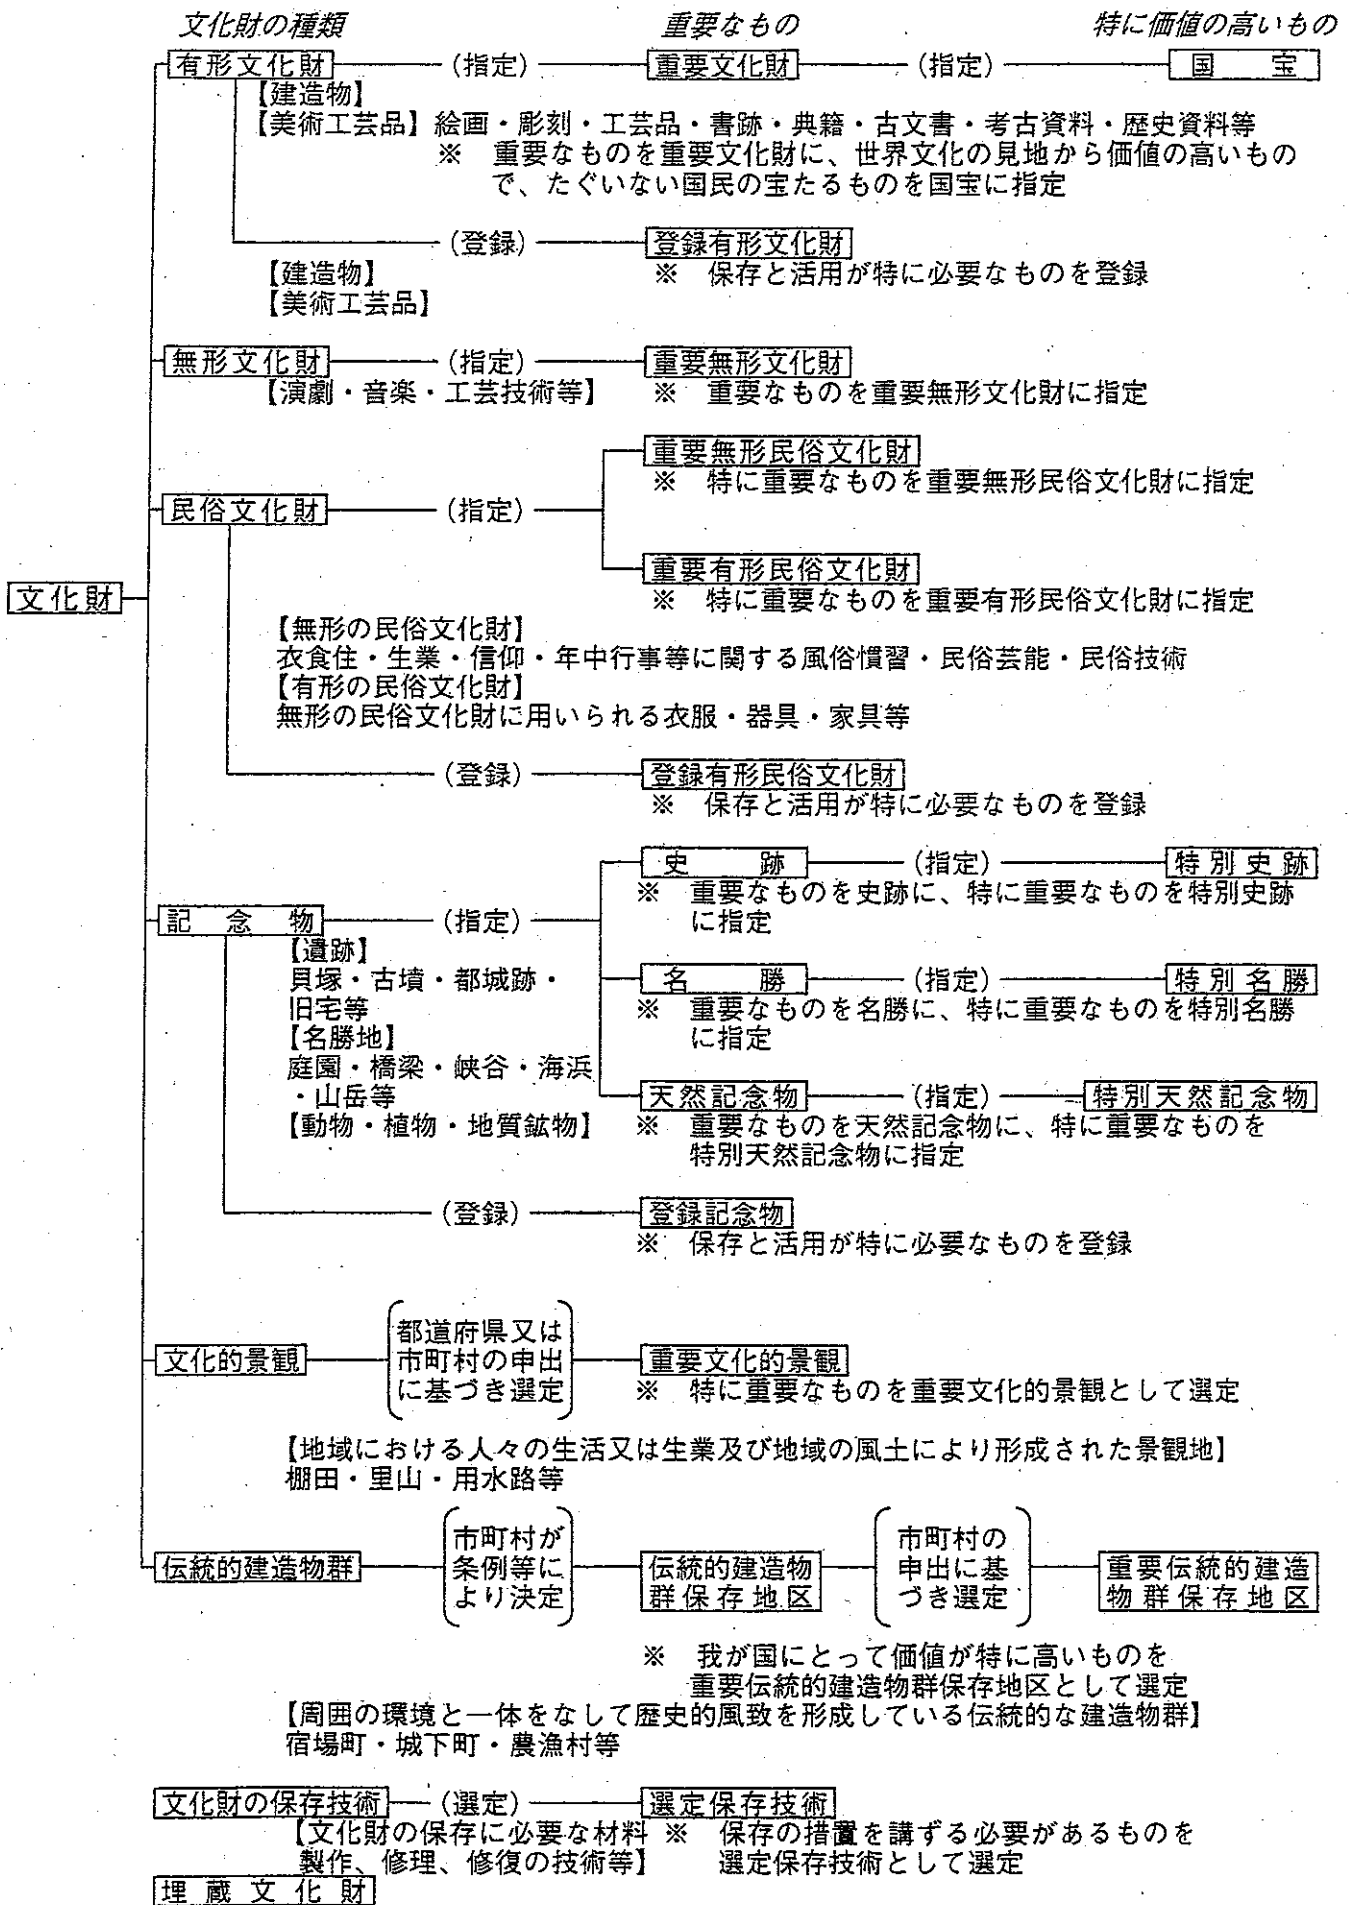 文化財の種類　重要なもの　特に価値の高いもの
有形文化財　（指定）　重要文化財　（指定）　国宝
【建造物】
【美術工芸品】絵画・彫刻・工芸品・書跡・典籍・古文書・考古資料・歴史資料等
※　重要なものを重要文化財に、世界文化の見地から価値の高いもの
で、たぐいない国民の宝たるものを国宝に指定
（登録）　登録有形文化財
【建造物】　※　保存と活用が特に必要なものを登録
【美術工芸品】
無形文化財　（指定）　重要無形文化財
【演劇・音楽・工芸技術等】　※　重要なものを重要無形文化財に指定
重要無形民俗文化財
※　特に重要なものを重要無形民俗文化財に指定
民俗文化財　（指定）
重要有形民俗文化財
文化財　※　特に重要なものを重要有形民俗文化財に指定
【無形の民俗文化財】
衣食住・生業・信仰・年中行事等に関する風俗慣習・民俗芸能・民俗技術
【有形の民俗文化財】
無形の民俗文化財に用いられる衣服・器具・家具等
（登録）　登録有形民俗文化財
※　保存と活用が特に必要なものを登録
史跡　（指定）　特別史跡
※　重要なものを史跡に、特に重要なものを特別史跡
に指定
記念物　（指定）
【遺跡】
貝塚・古墳・都城跡・
旧宅等
【名勝地】
庭園・橋梁・峡谷・海浜
・山岳等
【動物・植物・地質鉱物】
名勝　（指定）　特別名勝
※　重要なものを名勝に、特に重要なものを特別名勝
に指定
天然記念物　（指定）　特別天然記念物
※　重要なものを天然記念物に、特に重要なものを
特別天然記念物に指定
（登録）　登録記念物
※　保存と活用が特に必要なものを登録
文化的景観
都道府県又は
市町村の申出
に基づき選定
重要文化的景観
※　特に重要なものを重要文化的景観として選定
【地域における人々の生活又は生業及び地域の風土により形成された景観地】
棚田・里山・用水路等
伝統的建造物群
市町村が
条例等に
より決定
伝統的建造物
群保存地区
市町村の
申出に基
づき選定
重要伝統的建造
物群保存地区
※　我が国にとって価値が特に高いものを
重要伝統的建造物群保存地区として選定
【周囲の環境と一体をなして歴史的風致を形成している伝統的な建造物群】
宿場町・城下町・農漁村等
文化財の保存技術　（選定）　選定保存技術
【文化財の保存に必要な材料
製作、修理、修復の技術等】
※　保存の措置を講ずる必要があるものを
選定保存技術として選定
埋蔵文化財